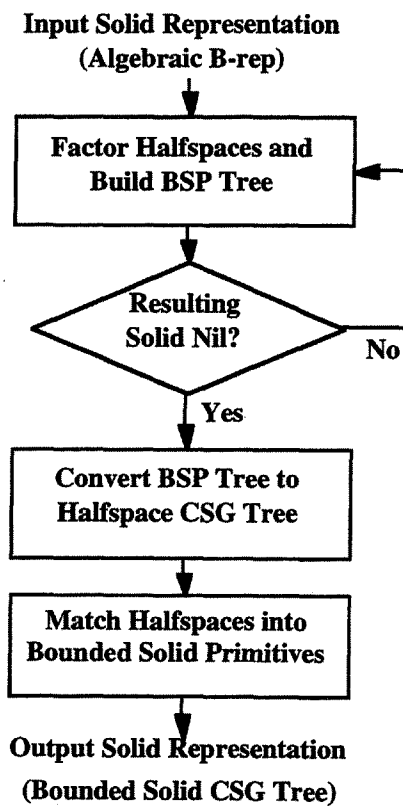 Input Solid Representation
(Algebraic B-rep)
Factor Halfspaces and
Build BSP Tree
Resulting
Solid Nil?
No
Yes
Convert BSP Tree to
Halfspace CSG Tree
Match Halfspaces into
Bounded Solid Primitives
Output Solid Representation
(Bounded Solid CSG Tree)